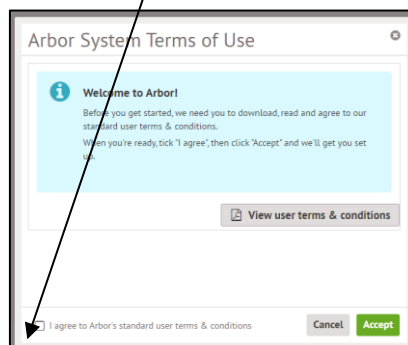 Arbor System Terms of Use
Welcome to Arbor!
Before you get started, we need you to download, read and agree to our
standard user terms & conditions.
When you're ready, tick "I agree", then click "Accept" and we'll get you set
up.
View user terms & conditions
I agree to Arbor's standard user terms & conditions
Cancel
Accept